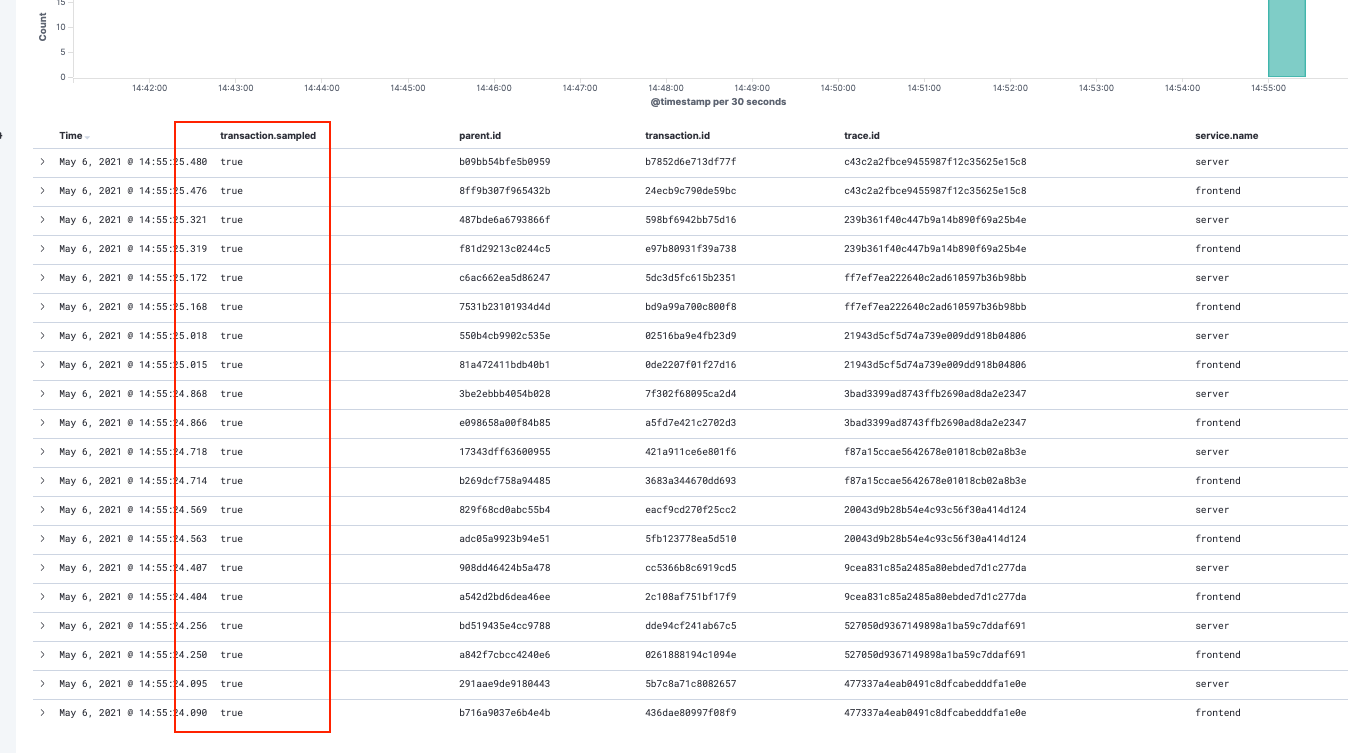 15
Count
10
5
0
14:42:00 14:43:00 14:44:00 14:45:00 14:46:00 14:47:00 14:48:00 14:49:00 14:50:00 14:51:00 14:52:00 14:53:00 14:54:00 14:55:00
@timestamp per 30 seconds
Time transaction.sampled parent.id transaction.id trace.id service.name
May 6, 2021 @ 14:55:25.480 true b09bb54bfe5b0959 b7852d6e713df77f c43c2a2fbce9455987f12c35625e15c8 server
May 6, 2021 @ 14:55:25.476 true 8ff9b307f965432b 24ecb9c790de59bc c43c2a2fbce9455987f12c35625e15c8 frontend
May 6, 2021 @ 14:55:25.321 true 487bde6a6793866f 598bf6942bb75d16 239b361f40c447b9a14b890f69a25b4e server
May 6, 2021 @ 14:55:25.319 true f81d29213c0244c5 e97b80931f39a738 239b361f40c447b9a14b890f69a25b4e frontend
May 6, 2021 @ 14:55:25.172 true c6ac662ea5d86247 5dc3d5fc615b2351 ff7ef7ea222640c2ad610597b36b98bb server
May 6, 2021 @ 14:55:25.168 true 7531b23101934d4d bd9a99a700c800f8 ff7ef7ea222640c2ad610597b36b98bb frontend
May 6, 2021 @ 14:55:25.018 true 550b4cb9902c535e 02516ba9e4fb23d9 21943d5cf5d74a739e009dd918b04806 server
May 6, 2021 @ 14:55:25.015 true 81a472411bdb40b1 0de2207f01f27d16 21943d5cf5d74a739e009dd918b04806 frontend
May 6, 2021 @ 14:55:24.868 true 3be2ebbb4054b028 7f302f68095ca2d4 3bad3399ad8743ffb2690ad8da2e2347 server
May 6, 2021 @ 14:55:24.866 true e098658a00f84b85 a5fd7e421c2702d3 3bad3399ad8743ffb2690ad8da2e2347 frontend
May 6, 2021 @ 14:55:24.718 true 17343dff63600955 421a911ce6e801f6 f87a15ccae5642678e01018cb02a8b3e server
May 6, 2021 @ 14:55:24.714 true b269dcf758a94485 3683a344670dd693 f87a15ccae5642678e01018cb02a8b3e frontend
May 6, 2021 @ 14:55:24.569 true 829f68cd0abc55b4 eacf9cd270f25cc2 20043d9b28b54e4c93c56f30a414d124 server
May 6, 2021 @ 14:55:24.563 true adc05a9923b94e51 5fb123778ea5d510 20043d9b28b54e4c93c56f30a414d124 frontend
May 6, 2021 @ 14:55:24.407 true 908dd46424b5a478 cc5366b8c6919cd5 9cea831c85a2485a80ebded7d1c277da server
May 6, 2021 @ 14:55:24.404 true a542d2bd6dea46ee 2c108af751bf17f9 9cea831c85a2485a80ebded7d1c277da frontend
May 6, 2021 @ 14:55:24.256 true bd519435e4cc9788 dde94cf241ab67c5 527050d9367149898a1ba59c7ddaf691 server
May 6, 2021 @ 14:55:24.250 true a842f7cbcc4240e6 0261888194c1094e 527050d9367149898a1ba59c7ddaf691 frontend
May 6, 2021 @ 14:55:24.095 true 291aae9de9180443 5b7c8a71c8082657 477337a4eab0491c8dfcabedddfa1e0e server
May 6, 2021 @ 14:55:24.090 true b716a9037e6b4e4b 436dae80997f08f9 477337a4eab0491c8dfcabedddfa1e0e frontend